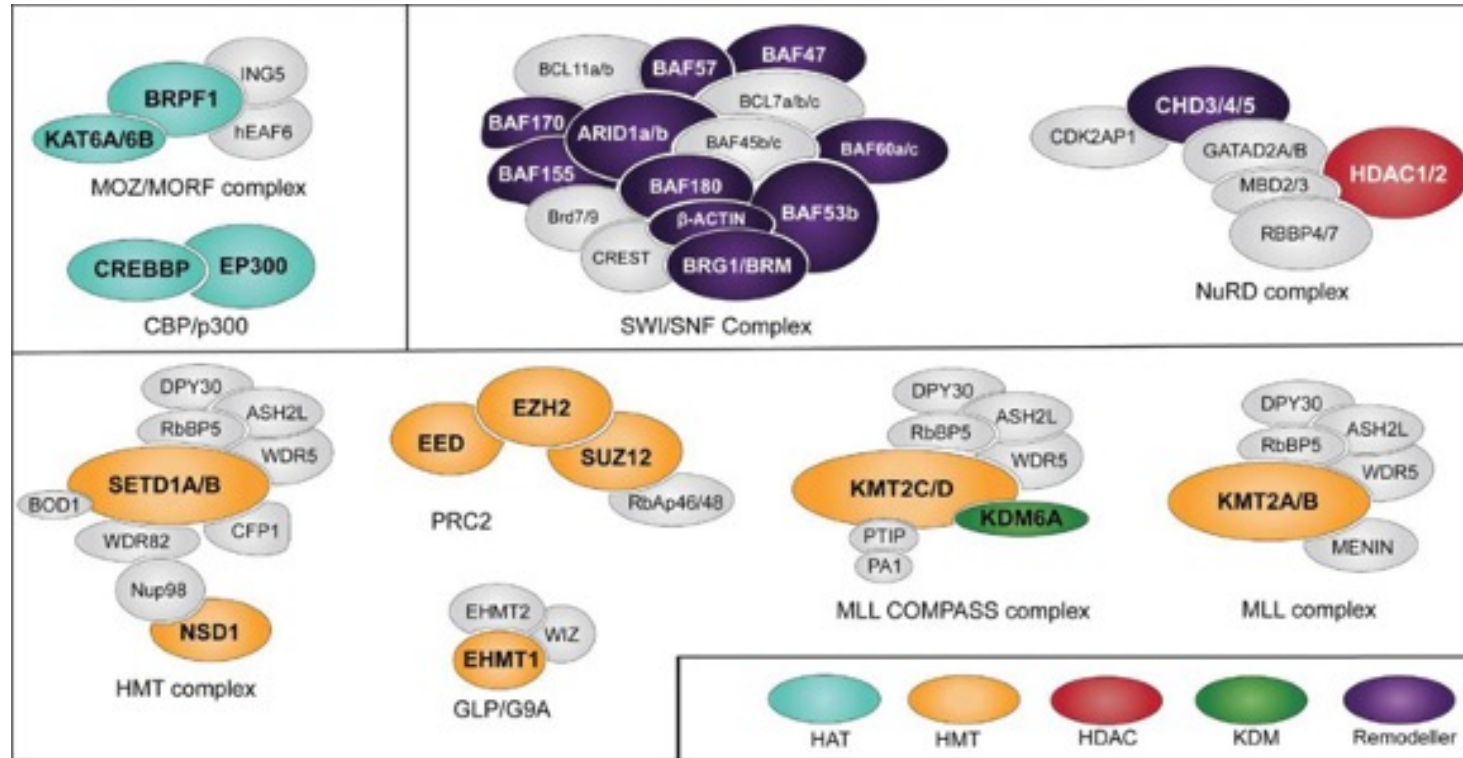 ING5
BRPF1
hEAF6
KAT6A/6B
MOZ/MORF complex
CREBBP
EP300
CBP/p300
BCL11a/b
BAF57
BAF47
BCL7a/b/c
BAF170
ARID1a/b
BAF45b/c
BAF60a/c
BAF155
BAF180
Brd7/9
β-ACTIN
BAF53b
CREST
BRG1/BRM
SWI/SNF Complex
CHD3/4/5
CDK2AP1
GATAD2A/B
HDAC1/2
MBD2/3
RBBP4/7
NuRD complex
DPY30
ASH2L
RbBP5
WDR5
SETD1A/B
BOD1
CFP1
WDR82
Nup98
NSD1
HMT complex
EZH2
EED
SUZ12
RbAp46/48
PRC2
EHMT2
WIZ
EHMT1
GLP/G9A
DPY30
ASH2L
RbBP5
WDR5
KMT2C/D
KDM6A
PTIP
PA1
MLL COMPASS complex
DPY30
ASH2L
RbBP5
WDR5
KMT2A/B
MENIN
MLL complex
HAT
HMT
HDAC
KDM
Remodeller